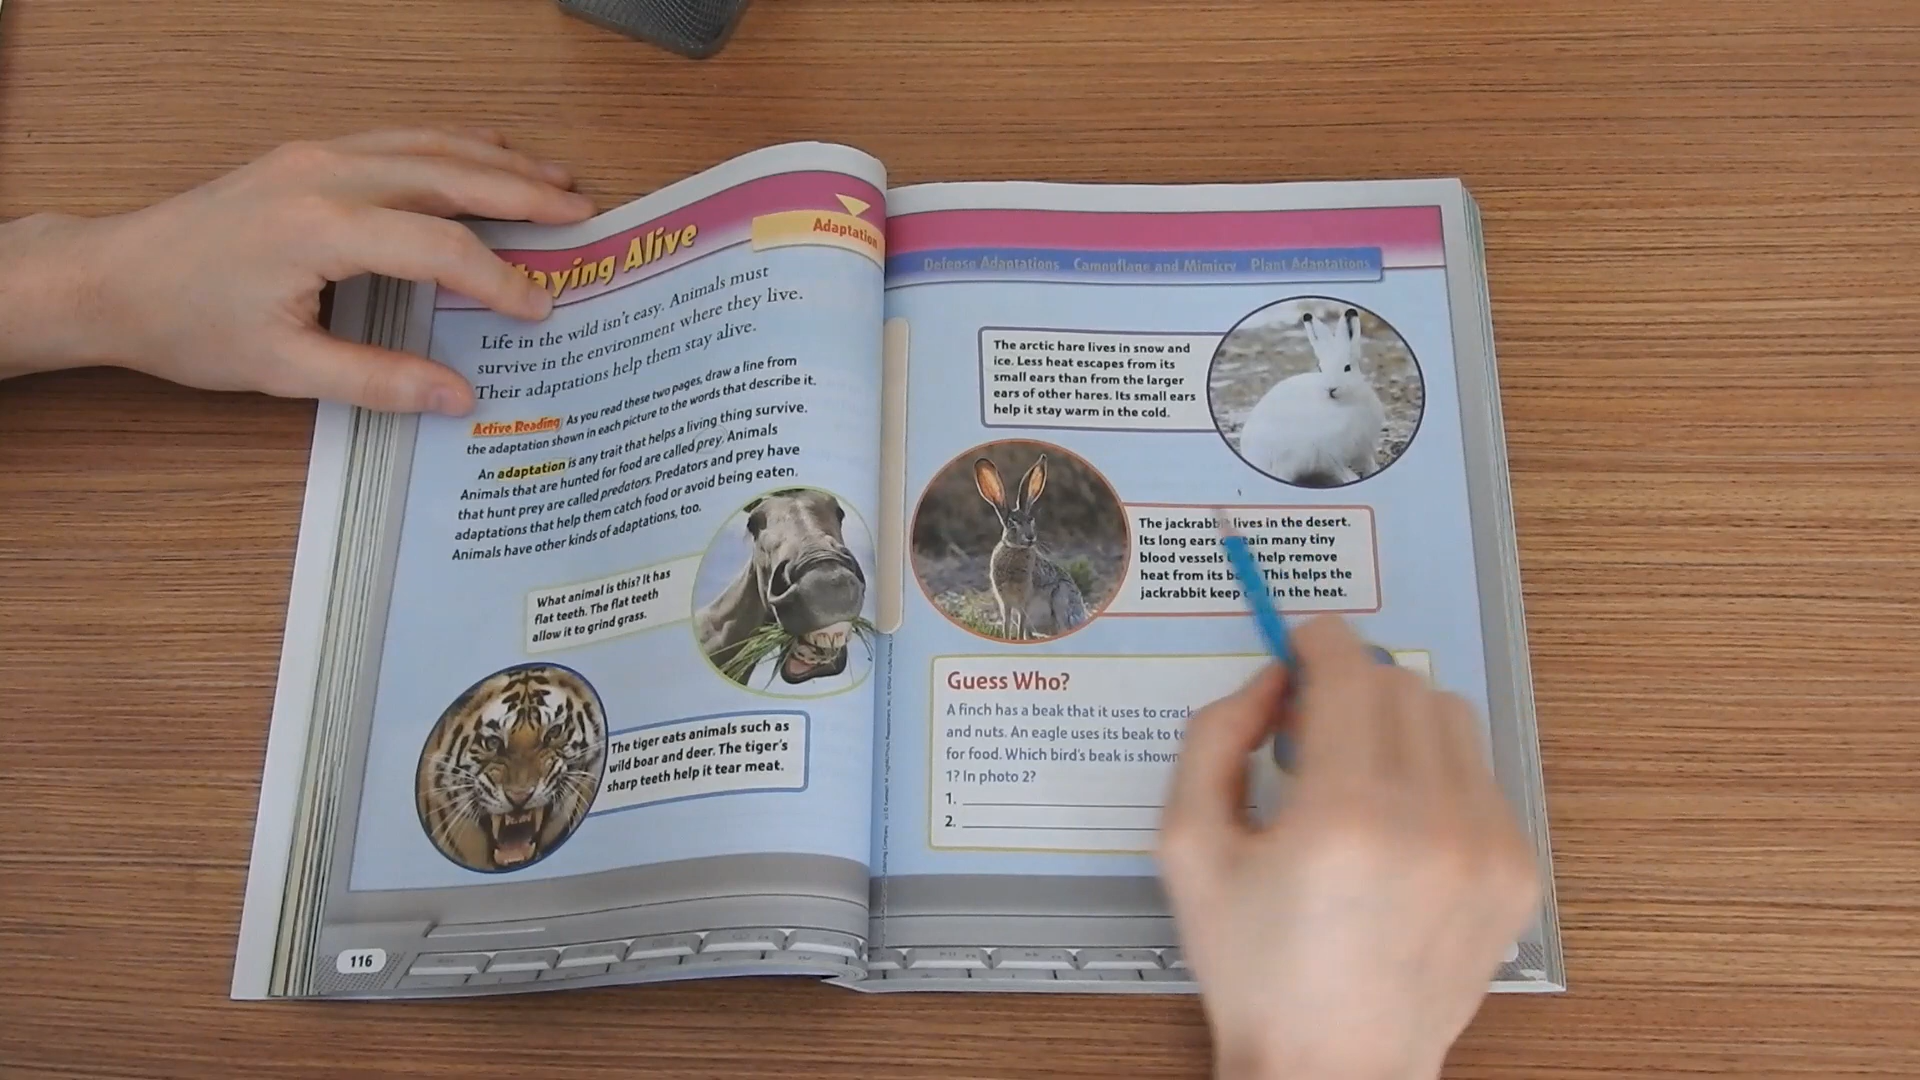 Staying Alive
Adaptation
Life in the wild isn't easy. Animals must
survive in the environment where they live.
Their adaptations help them stay alive.
Active Reading As you read these two pages, draw a line from
the adaptation shown in each picture to the words that describe it.
An adaptation is any trait that helps a living thing survive.
Animals that are hunted for food are called prey. Animals
that hunt prey are called predators. Predators and prey have
adaptations that help them catch food or avoid being eaten.
Animals have other kinds of adaptations, too.
What animal is this? It has
flat teeth. The flat teeth
allow it to grind grass.
The tiger eats animals such as
wild boar and deer. The tiger's
sharp teeth help it tear meat.
116
Defense Adaptations Camouflage and Mimicry Plant Adaptations
The arctic hare lives in snow and
ice. Less heat escapes from its
small ears than from the larger
ears of other hares. Its small ears
help it stay warm in the cold.
The jackrabbit lives in the desert.
Its long ears contain many tiny
blood vessels help remove
heat from its This helps the
jackrabbit keep in the heat.
Guess Who?
A finch has a beak that it uses to crack
and nuts. An eagle uses its beak to
for food. Which bird's beak is shown
1? In photo 2?
1.
2.